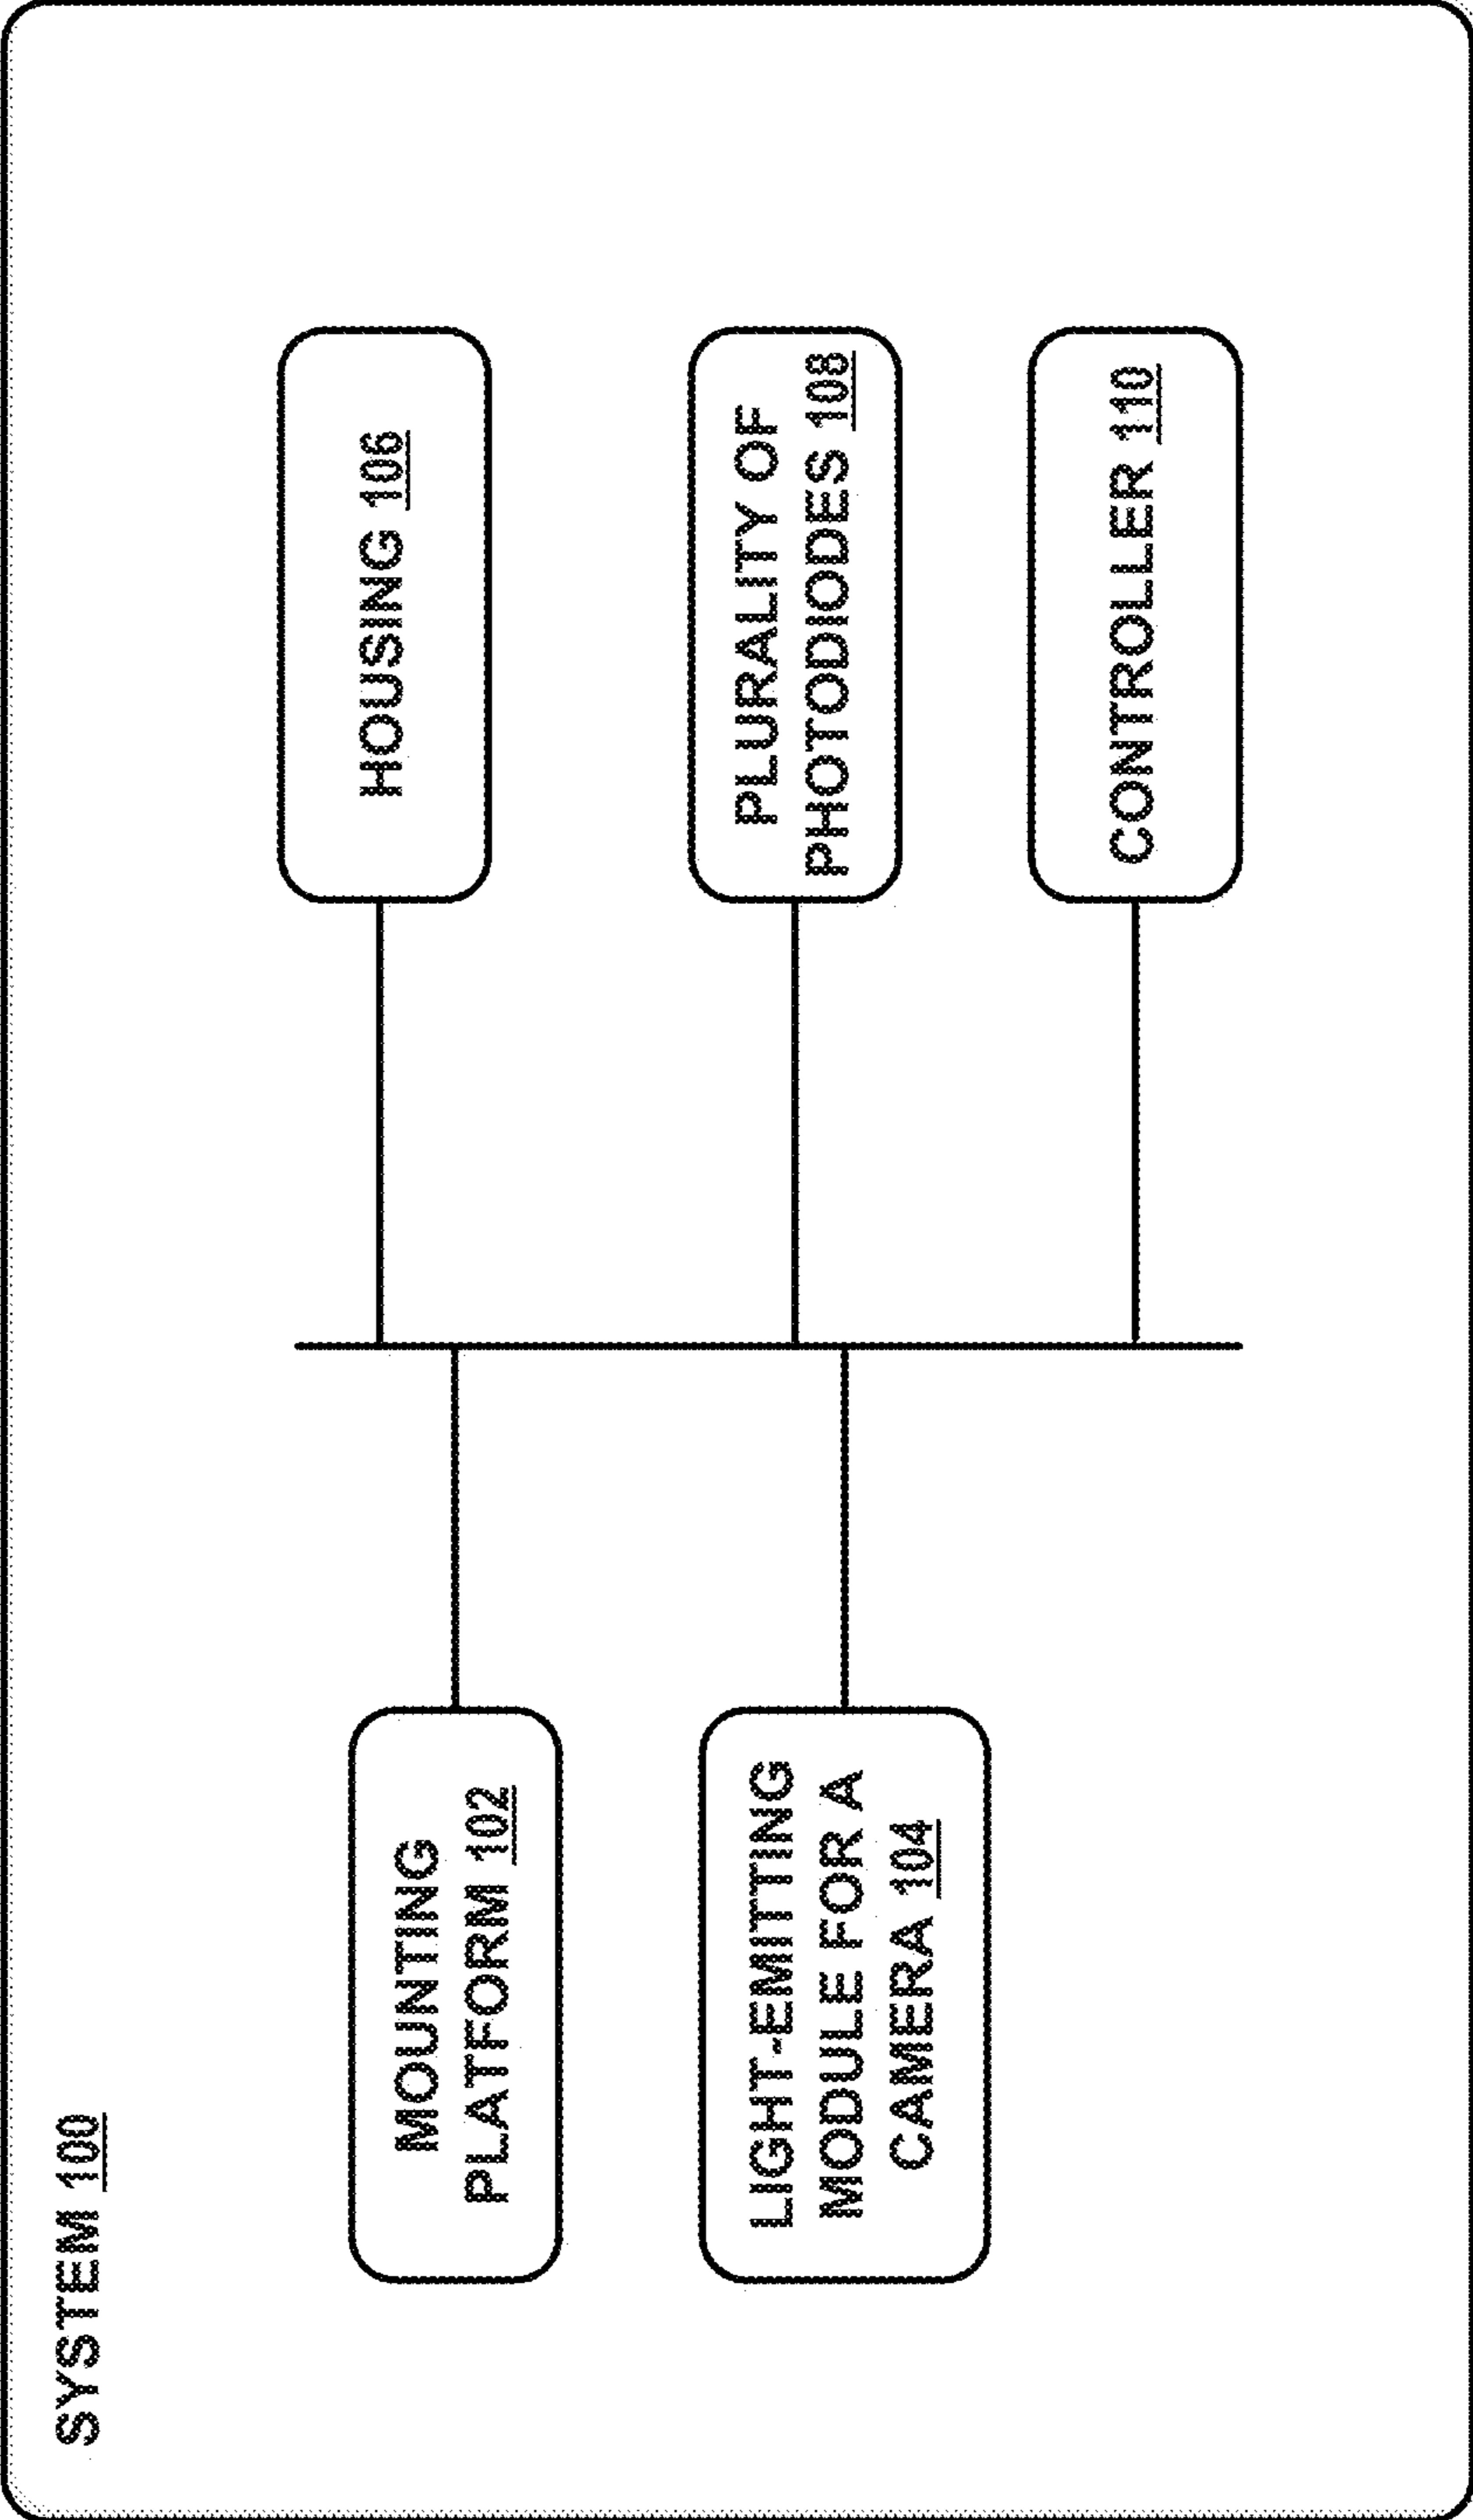 SYSTEM 100
MOUNTING
PLATFORM 102
LIGHT-EMITTING
MODULE FOR A
CAMERA 104
HOUSING 106
PLURALITY OF
PHOTODIODES 108
CONTROLLER 110